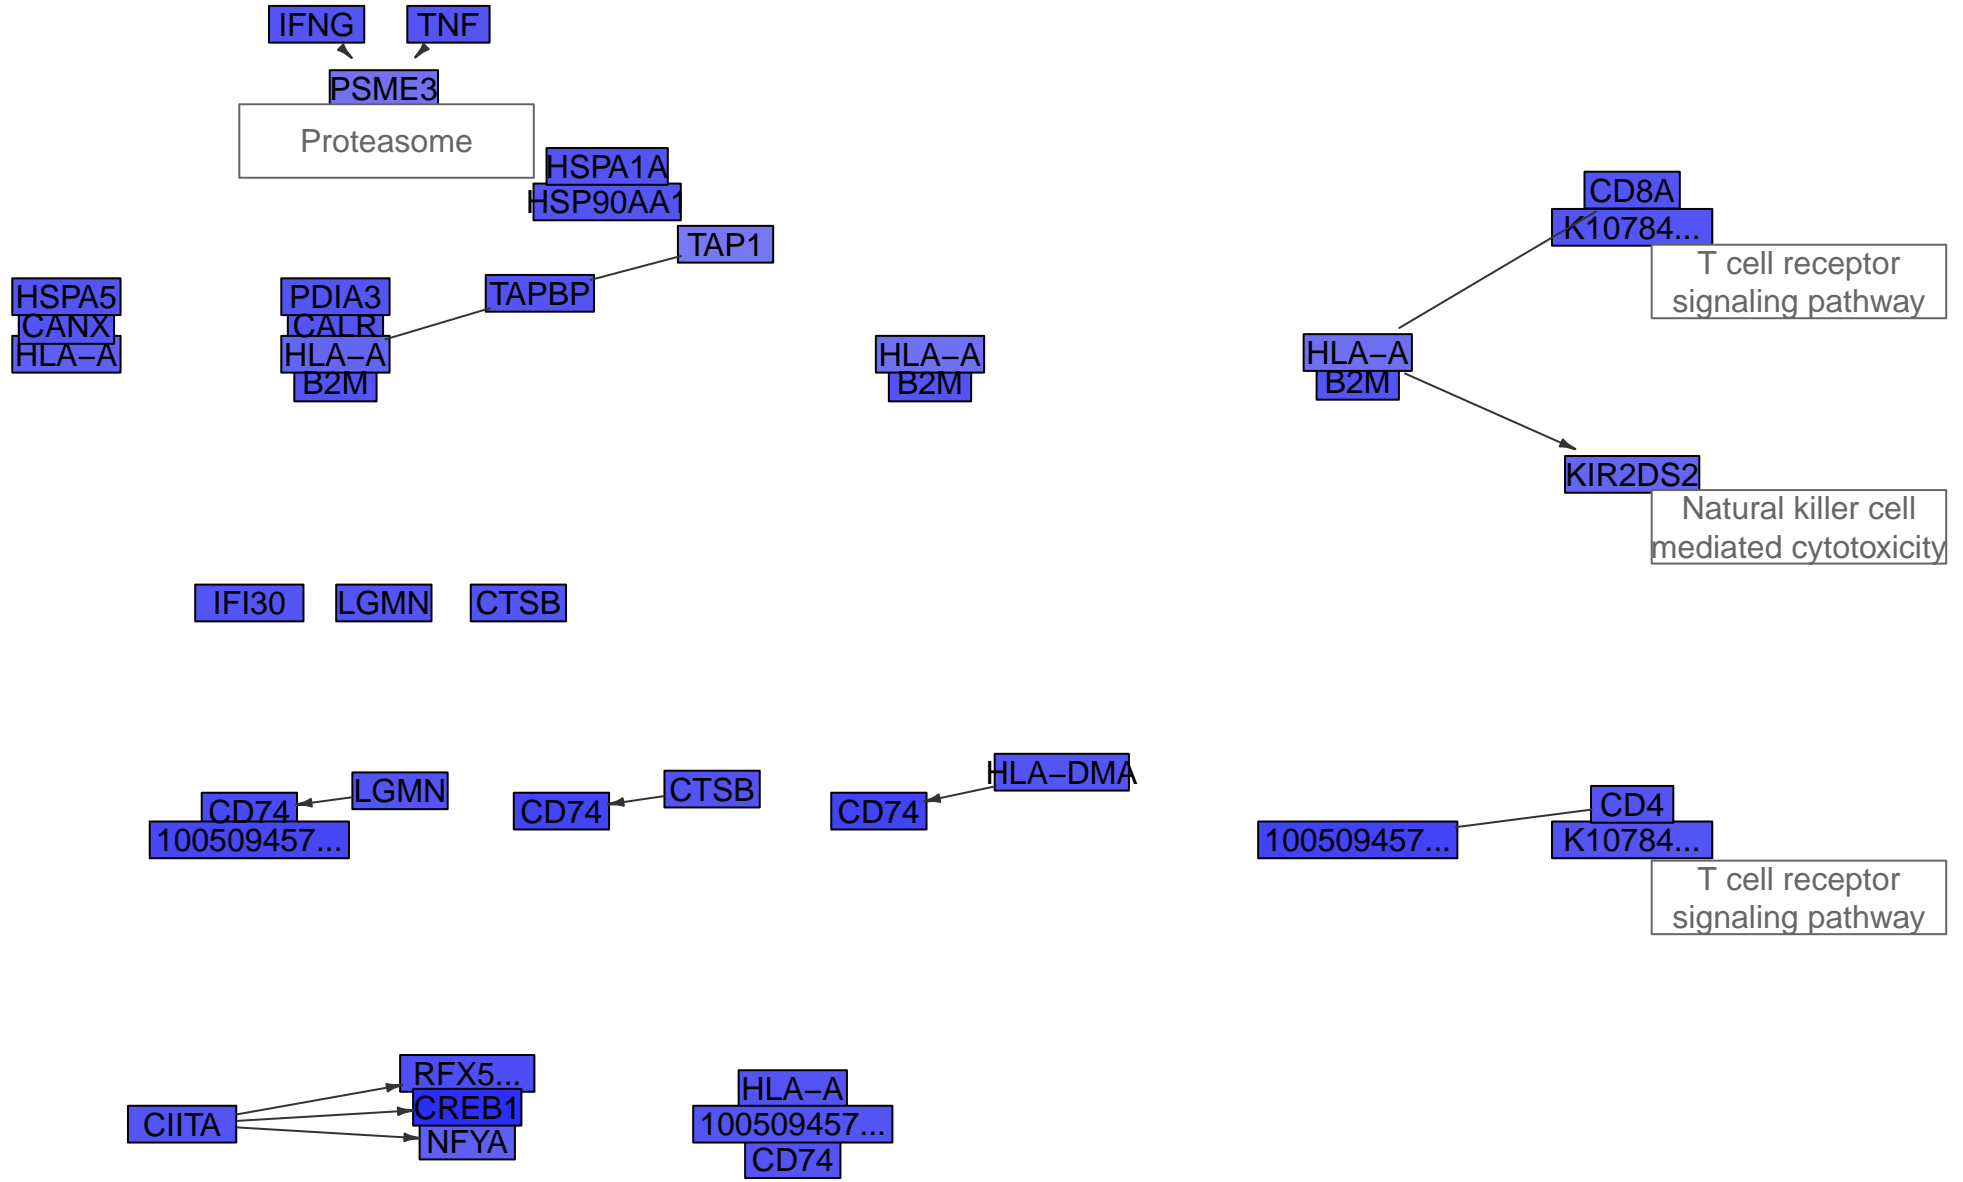 IFNG
TNF
PSME3
Proteasome
HSPA1A
HSP90AA1
CD8A
K10784...
TAP1
T cell receptor
signaling pathway
HSPA5
PDIA3
TAPBP
CANX
CALR
HLA−A
HLA−A
HLA−A
HLA−A
B2M
B2M
B2M
KIR2DS2
Natural killer cell
mediated cytotoxicity
IFI30
LGMN
CTSB
LGMN
CTSB
HLA−DMA
CD74
CD74
CD74
CD4
100509457...
100509457...
K10784...
T cell receptor
signaling pathway
RFX5...
HLA−A
CREB1
CIITA
100509457...
NFYA
CD74